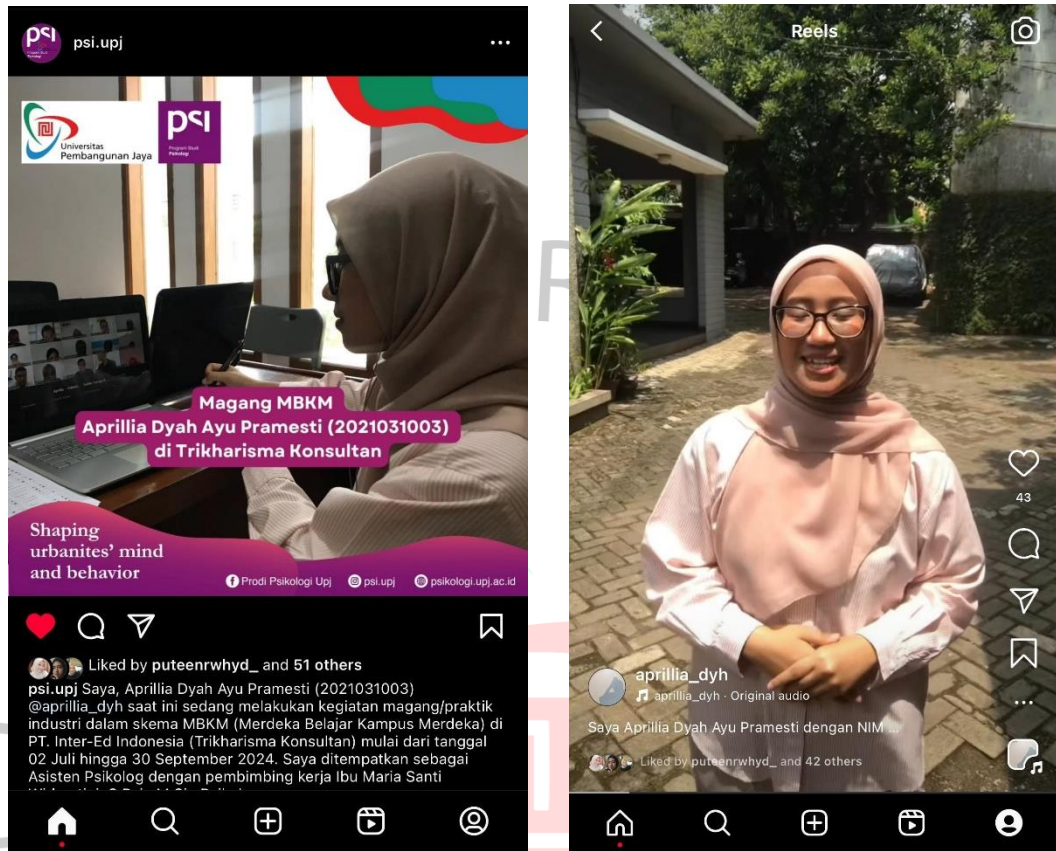 psi.upj
Universitas
Pembangunan Jaya
psi
Program Studi
Psikologi
Magang MBKM
Aprillia Dyah Ayu Pramesti (2021031003)
di Trikharisma Konsultan
Shaping
urbanites' mind
and behavior
Prodi Psikologi Upj psi.upj psikologi.upj.ac.id
Liked by puteenrwhyd_ and 51 others
psi.upj Saya, Aprillia Dyah Ayu Pramesti (2021031003)
@aprillia_dyh saat ini sedang melakukan kegiatan magang/praktik
industri dalam skema MBKM (Merdeka Belajar Kampus Merdeka) di
PT. Inter-Ed Indonesia (Trikharisma Konsultan) mulai dari tanggal
02 Juli hingga 30 September 2024. Saya ditempatkan sebagai
Asisten Psikolog dengan pembimbing kerja Ibu Maria Santi
Reels
43
aprillia_dyh
aprillia_dyh · Original audio
Saya Aprillia Dyah Ayu Pramesti dengan NIM ...
Liked by puteenrwhyd_ and 42 others